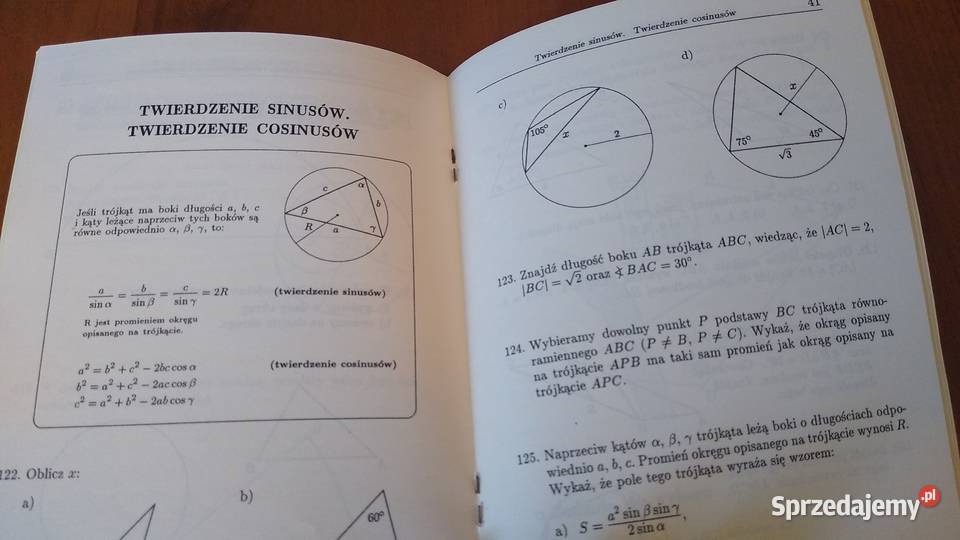 TWIERDZENIE SINUSÓW.
TWIERDZENIE COSINUSÓW
Jeśli trójkąt ma boki długości a, b, c
i kąty leżące naprzeciw tych boków są
równe odpowiednio α, β, γ, to:
c
α
β
b
R
a
γ
a/sin α = b/sin β = c/sin γ = 2R (twierdzenie sinusów)
R jest promieniem okręgu
opisanego na trójkącie.
a² = b² + c² − 2bc cos α (twierdzenie cosinusów)
b² = a² + c² − 2ac cos β
c² = a² + b² − 2ab cos γ
122. Oblicz x:
a)
b)
60°
Twierdzenie sinusów. Twierdzenie cosinusów 41
c)
105°
x
2
d)
x
75°
45°
√3
123. Znajdź długość boku AB trójkąta ABC, wiedząc, że |AC| = 2,
|BC| = √2 oraz ∢ BAC = 30°.
124. Wybieramy dowolny punkt P podstawy BC trójkąta równo-
ramiennego ABC (P ≠ B, P ≠ C). Wykaż, że okrąg opisany
na trójkącie APB ma taki sam promień jak okrąg opisany na
trójkącie APC.
125. Naprzeciw kątów α, β, γ trójkąta leżą boki o długościach odpo-
wiednio a, b, c. Promień okręgu opisanego na trójkącie wynosi R.
Wykaż, że pole tego trójkąta wyraża się wzorem:
a) S = a² sin β sin γ / 2 sin α,
Sprzedajemy.pl